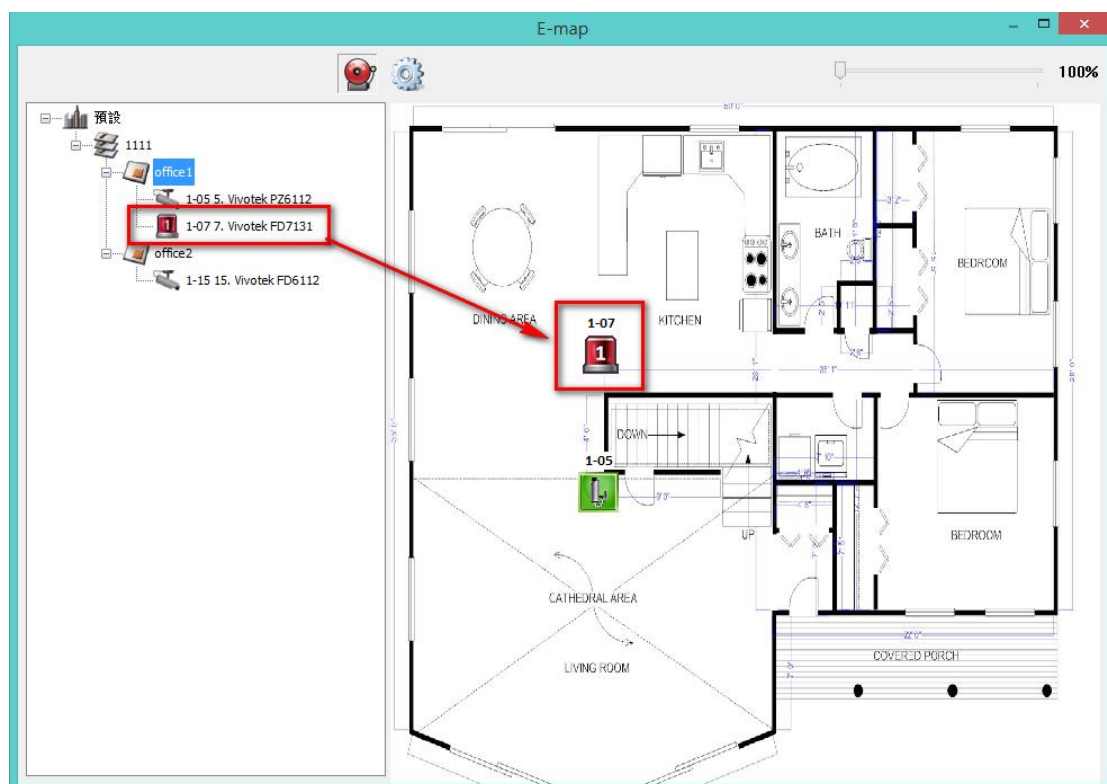 E-map
100%
預設
1111
office1
1-05 5. Vivotek PZ6112
1-07 7. Vivotek FD7131
office2
1-15 15. Vivotek FD6112
BATH
BEDROOM
DINING AREA
1-07
KITCHEN
1
DOWN
1-05
UP
BEDROOM
CATHEDRAL AREA
LIVING ROOM
COVERED PORCH